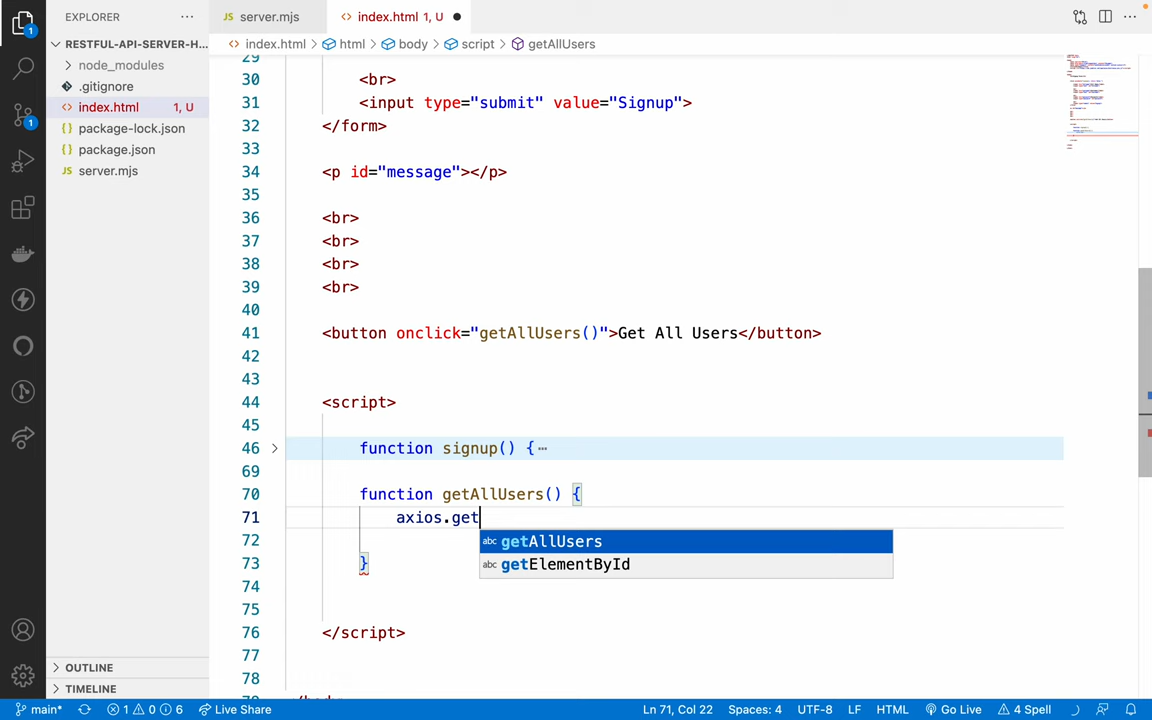 EXPLORER
RESTFUL-API-SERVER-H...
node_modules
.gitignore
index.html 1, U
package-lock.json
package.json
server.mjs
OUTLINE
TIMELINE
server.mjs
index.html 1, U
index.html > html > body > script > getAllUsers
29
30 <br>
31 <input type="submit" value="Signup">
32 </form>
33
34 <p id="message"></p>
35
36 <br>
37 <br>
38 <br>
39 <br>
40
41 <button onclick="getAllUsers()">Get All Users</button>
42
43
44 <script>
45
46 function signup() {⋯
69
70 function getAllUsers() {
71 axios.get
abc getAllUsers
72
abc getElementById
73 }
74
75
76 </script>
77
78
main* 1 0 6 Live Share Ln 71, Col 22 Spaces: 4 UTF-8 LF HTML Go Live 4 Spell